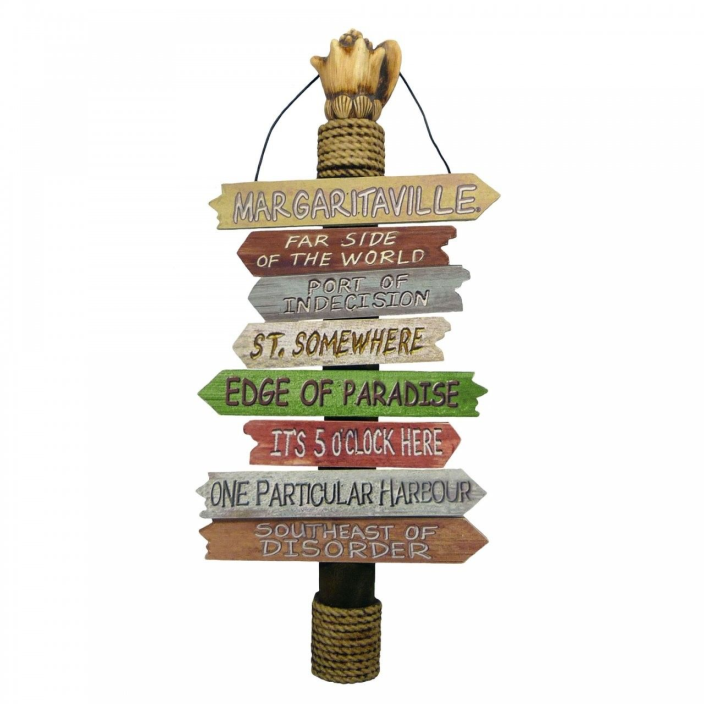 MARGARITAVILLE®
FAR SIDE
OF THE WORLD
PORT OF
INDECISION
ST. SOMEWHERE
EDGE OF PARADISE
IT'S 5 O'CLOCK HERE
ONE PARTICULAR HARBOUR
SOUTHEAST OF
DISORDER